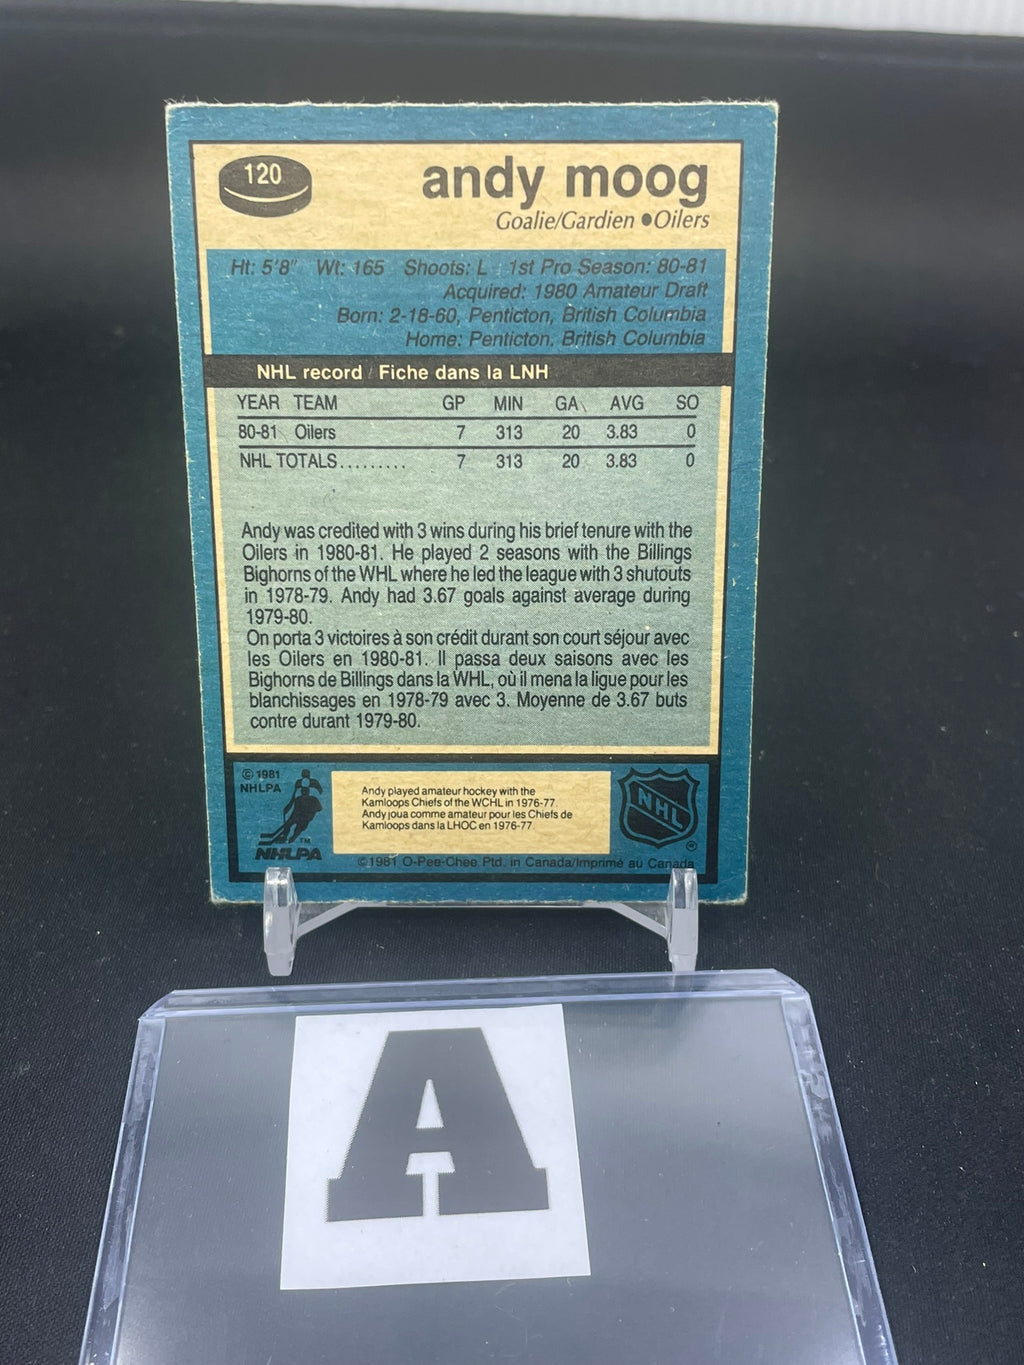 120
andy moog
Goalie/Gardien ●Oilers
Ht: 5'8" Wt: 165 Shoots: L 1st Pro Season: 80-81
Acquired: 1980 Amateur Draft
Born: 2-18-60, Penticton, British Columbia
Home: Penticton, British Columbia
NHL record / Fiche dans la LNH
YEAR TEAM GP MIN GA AVG SO
80-81 Oilers 7 313 20 3.83 0
NHL TOTALS......... 7 313 20 3.83 0
Andy was credited with 3 wins during his brief tenure with the
Oilers in 1980-81. He played 2 seasons with the Billings
Bighorns of the WHL where he led the league with 3 shutouts
in 1978-79. Andy had 3.67 goals against average during
1979-80.
On porta 3 victoires à son crédit durant son court séjour avec
les Oilers en 1980-81. Il passa deux saisons avec les
Bighorns de Billings dans la WHL, où il mena la ligue pour les
blanchissages en 1978-79 avec 3. Moyenne de 3.67 buts
contre durant 1979-80.
© 1981
NHLPA
TM
NHLPA
Andy played amateur hockey with the
Kamloops Chiefs of the WCHL in 1976-77.
Andy joua comme amateur pour les Chiefs de
Kamloops dans la LHOC en 1976-77.
NHL
®
©1981 O-Pee-Chee Ptd. in Canada/Imprimé au Canada
A